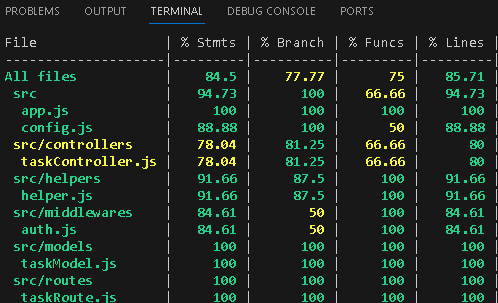 PROBLEMS OUTPUT TERMINAL DEBUG CONSOLE PORTS
File | % Stmts | % Branch | % Funcs | % Lines |
-------------------|---------|----------|---------|---------|
All files | 84.5 | 77.77 | 75 | 85.71 |
src | 94.73 | 100 | 66.66 | 94.73 |
app.js | 100 | 100 | 100 | 100 |
config.js | 88.88 | 100 | 50 | 88.88 |
src/controllers | 78.04 | 81.25 | 66.66 | 80 |
taskController.js | 78.04 | 81.25 | 66.66 | 80 |
src/helpers | 91.66 | 87.5 | 100 | 91.66 |
helper.js | 91.66 | 87.5 | 100 | 91.66 |
src/middlewares | 84.61 | 50 | 100 | 84.61 |
auth.js | 84.61 | 50 | 100 | 84.61 |
src/models | 100 | 100 | 100 | 100 |
taskModel.js | 100 | 100 | 100 | 100 |
src/routes | 100 | 100 | 100 | 100 |
taskRoute.js | 100 | 100 | 100 | 100 |